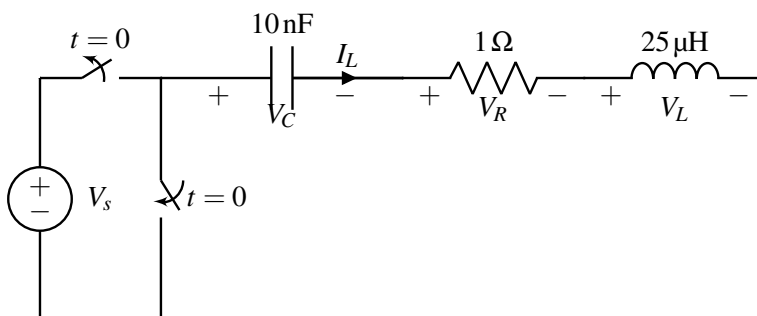 t = 0
10 nF
I_L
1 Ω
25 μH
+ − + − + −
V_C
V_R
V_L
+
−
V_s
t = 0